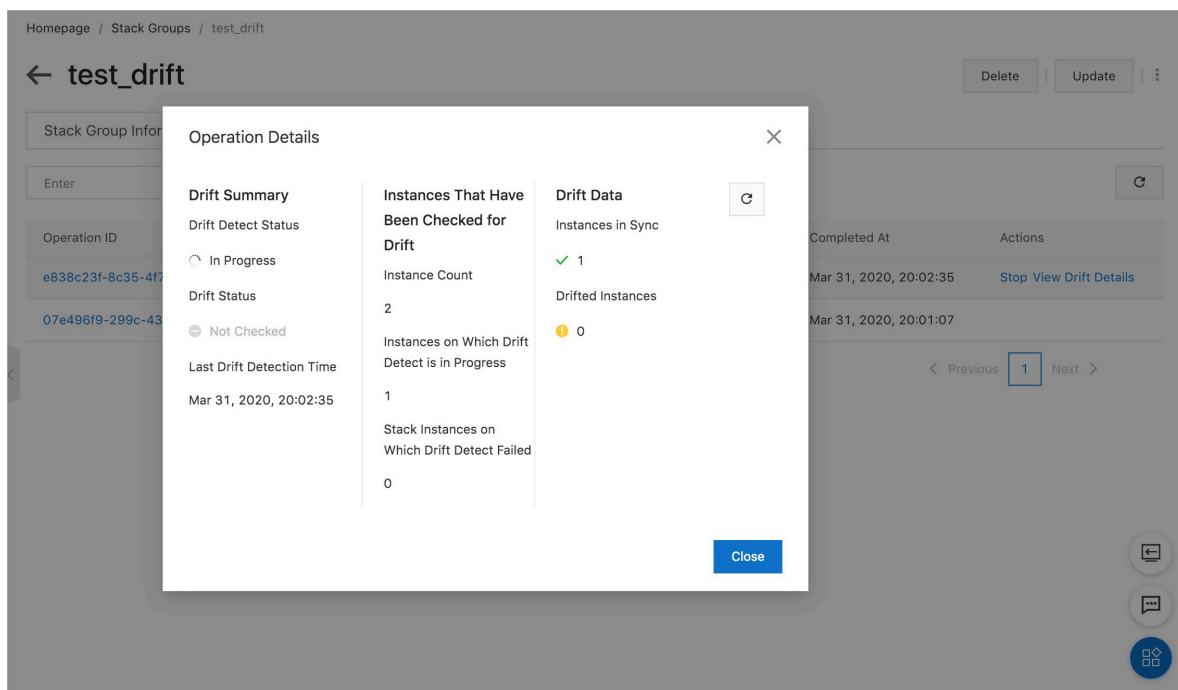 Homepage / Stack Groups / test_drift
test_drift
Delete
Update
Stack Group Infor
Enter
Operation ID
Completed At
Actions
e838c23f-8c35-4f7
Mar 31, 2020, 20:02:35
Stop View Drift Details
07e496f9-299c-43
Mar 31, 2020, 20:01:07
Previous 1 Next
Operation Details
Drift Summary
Drift Detect Status
In Progress
Drift Status
Not Checked
Last Drift Detection Time
Mar 31, 2020, 20:02:35
Instances That Have
Been Checked for
Drift
Instance Count
2
Instances on Which Drift
Detect is in Progress
1
Stack Instances on
Which Drift Detect Failed
0
Drift Data
Instances in Sync
1
Drifted Instances
0
Close